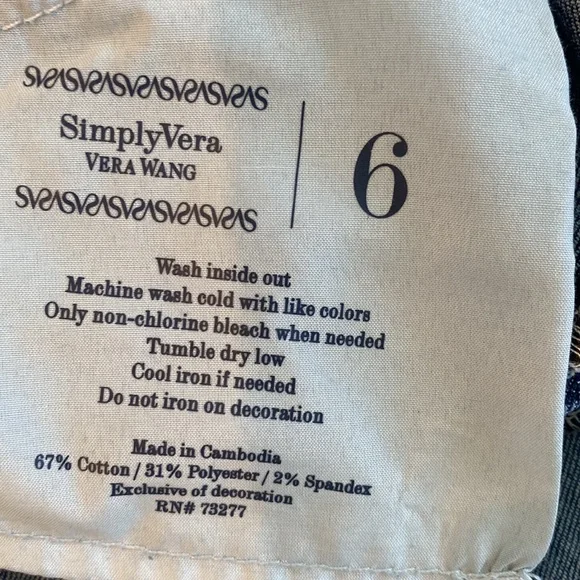 SimplyVera
VERA WANG
6
Wash inside out
Machine wash cold with like colors
Only non-chlorine bleach when needed
Tumble dry low
Cool iron if needed
Do not iron on decoration
Made in Cambodia
67% Cotton / 31% Polyester / 2% Spandex
Exclusive of decoration
RN# 73277